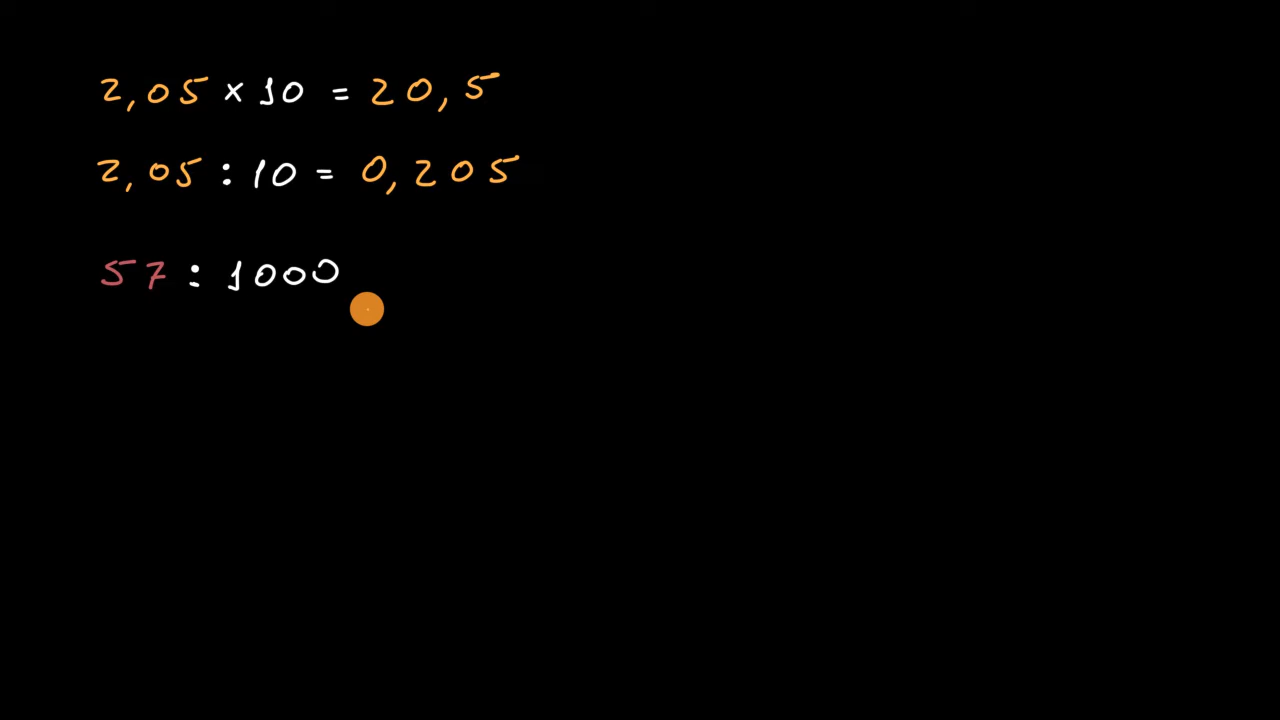 2,05 × 10 = 20,5
2,05 : 10 = 0,205
57 : 1000